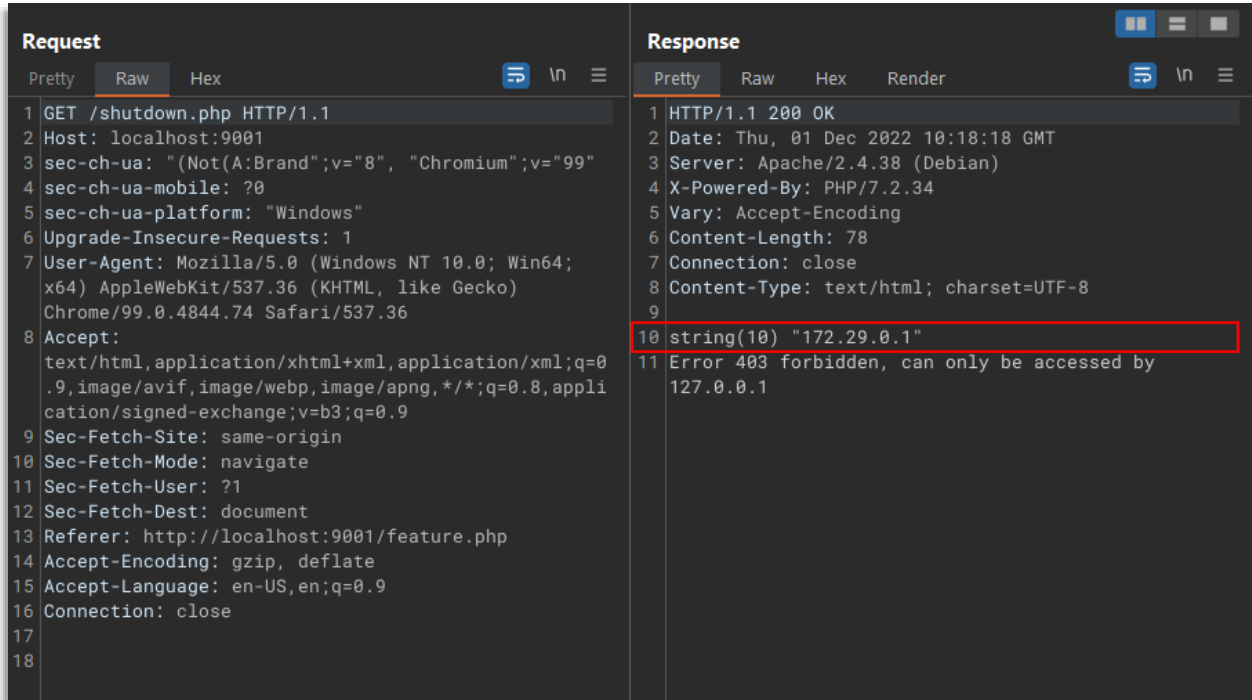 Request
Pretty Raw Hex \n
1 GET /shutdown.php HTTP/1.1
2 Host: localhost:9001
3 sec-ch-ua: "(Not(A:Brand";v="8", "Chromium";v="99"
4 sec-ch-ua-mobile: ?0
5 sec-ch-ua-platform: "Windows"
6 Upgrade-Insecure-Requests: 1
7 User-Agent: Mozilla/5.0 (Windows NT 10.0; Win64;
x64) AppleWebKit/537.36 (KHTML, like Gecko)
Chrome/99.0.4844.74 Safari/537.36
8 Accept:
text/html,application/xhtml+xml,application/xml;q=0
.9,image/avif,image/webp,image/apng,*/*;q=0.8,appli
cation/signed-exchange;v=b3;q=0.9
9 Sec-Fetch-Site: same-origin
10 Sec-Fetch-Mode: navigate
11 Sec-Fetch-User: ?1
12 Sec-Fetch-Dest: document
13 Referer: http://localhost:9001/feature.php
14 Accept-Encoding: gzip, deflate
15 Accept-Language: en-US,en;q=0.9
16 Connection: close
17
18
Response
Pretty Raw Hex Render \n
1 HTTP/1.1 200 OK
2 Date: Thu, 01 Dec 2022 10:18:18 GMT
3 Server: Apache/2.4.38 (Debian)
4 X-Powered-By: PHP/7.2.34
5 Vary: Accept-Encoding
6 Content-Length: 78
7 Connection: close
8 Content-Type: text/html; charset=UTF-8
9
10 string(10) "172.29.0.1"
11 Error 403 forbidden, can only be accessed by
127.0.0.1